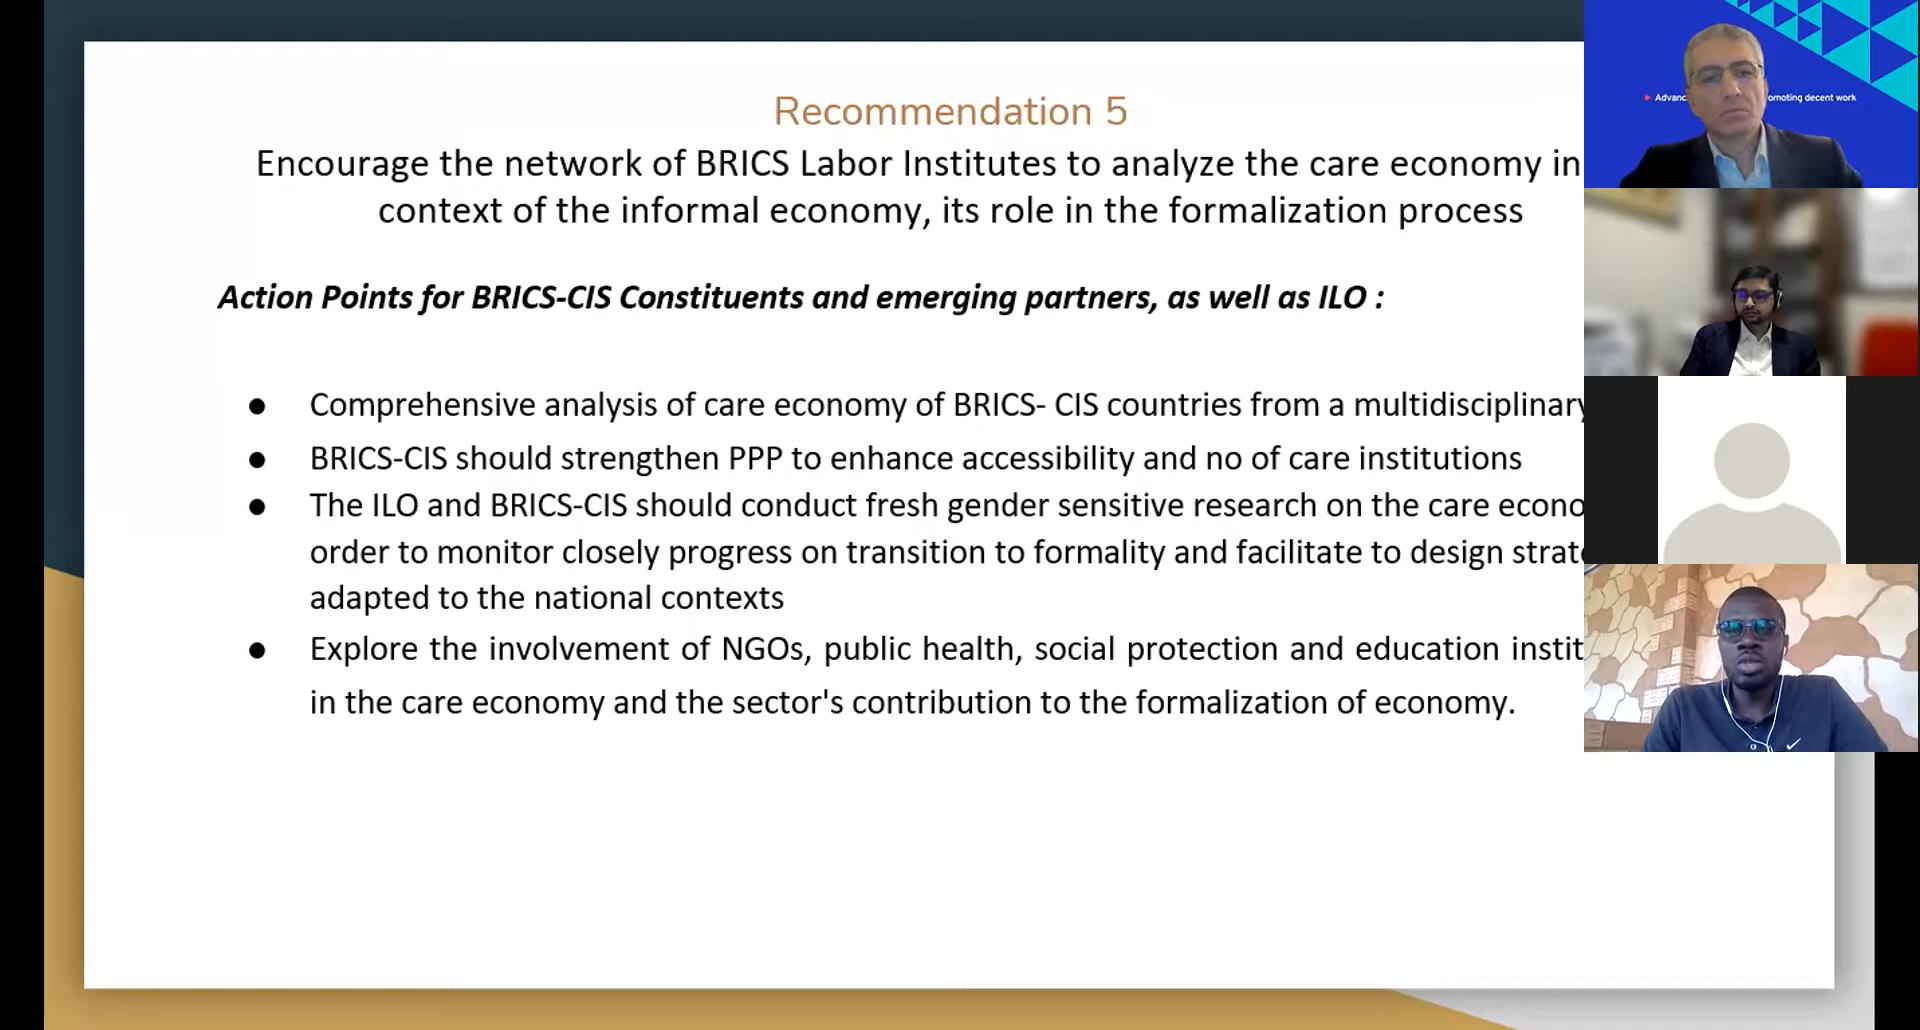 Recommendation 5
Encourage the network of BRICS Labor Institutes to analyze the care economy in
context of the informal economy, its role in the formalization process
Action Points for BRICS-CIS Constituents and emerging partners, as well as ILO :
● Comprehensive analysis of care economy of BRICS- CIS countries from a multidisciplinary
● BRICS-CIS should strengthen PPP to enhance accessibility and no of care institutions
● The ILO and BRICS-CIS should conduct fresh gender sensitive research on the care
order to monitor closely progress on transition to formality and facilitate to design
adapted to the national contexts
● Explore the involvement of NGOs, public health, social protection and education
in the care economy and the sector's contribution to the formalization of economy.
decent work